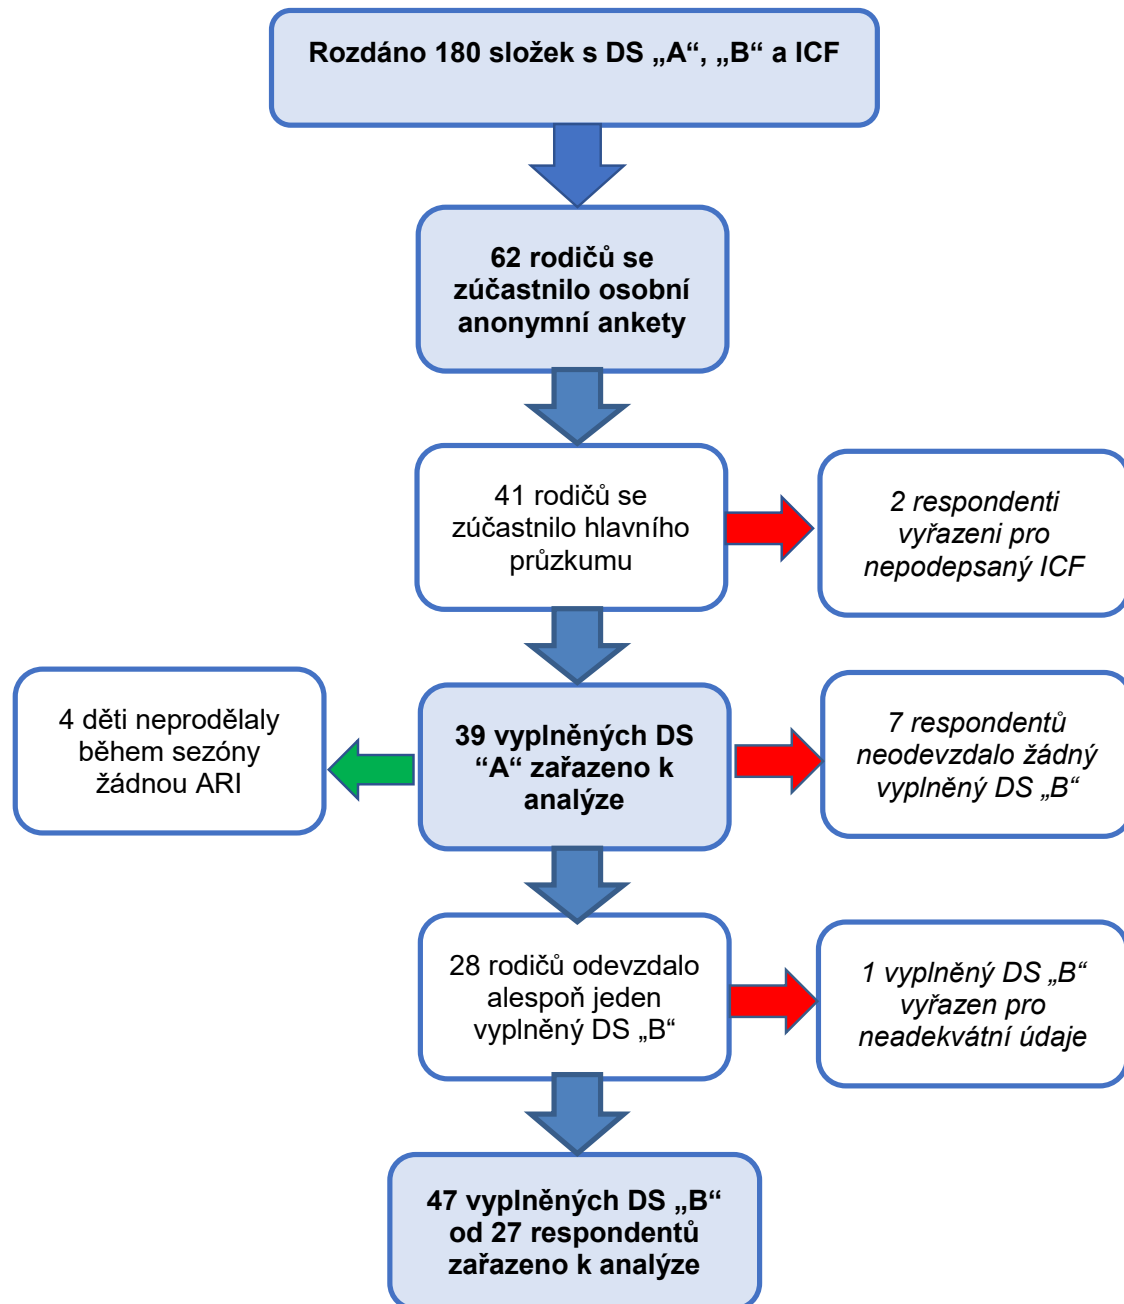 Rozdáno 180 složek s DS „A“, „B“ a ICF
62 rodičů se
zúčastnilo osobní
anonymní ankety
41 rodičů se
zúčastnilo hlavního
průzkumu
2 respondenti
vyřazeni pro
nepodepsaný ICF
4 děti neprodělaly
během sezóny
žádnou ARI
39 vyplněných DS
“A“ zařazeno k
analýze
7 respondentů
neodevzdalo žádný
vyplněný DS „B“
28 rodičů odevzdalo
alespoň jeden
vyplněný DS „B“
1 vyplněný DS „B“
vyřazen pro
neadekvátní údaje
47 vyplněných DS „B“
od 27 respondentů
zařazeno k analýze